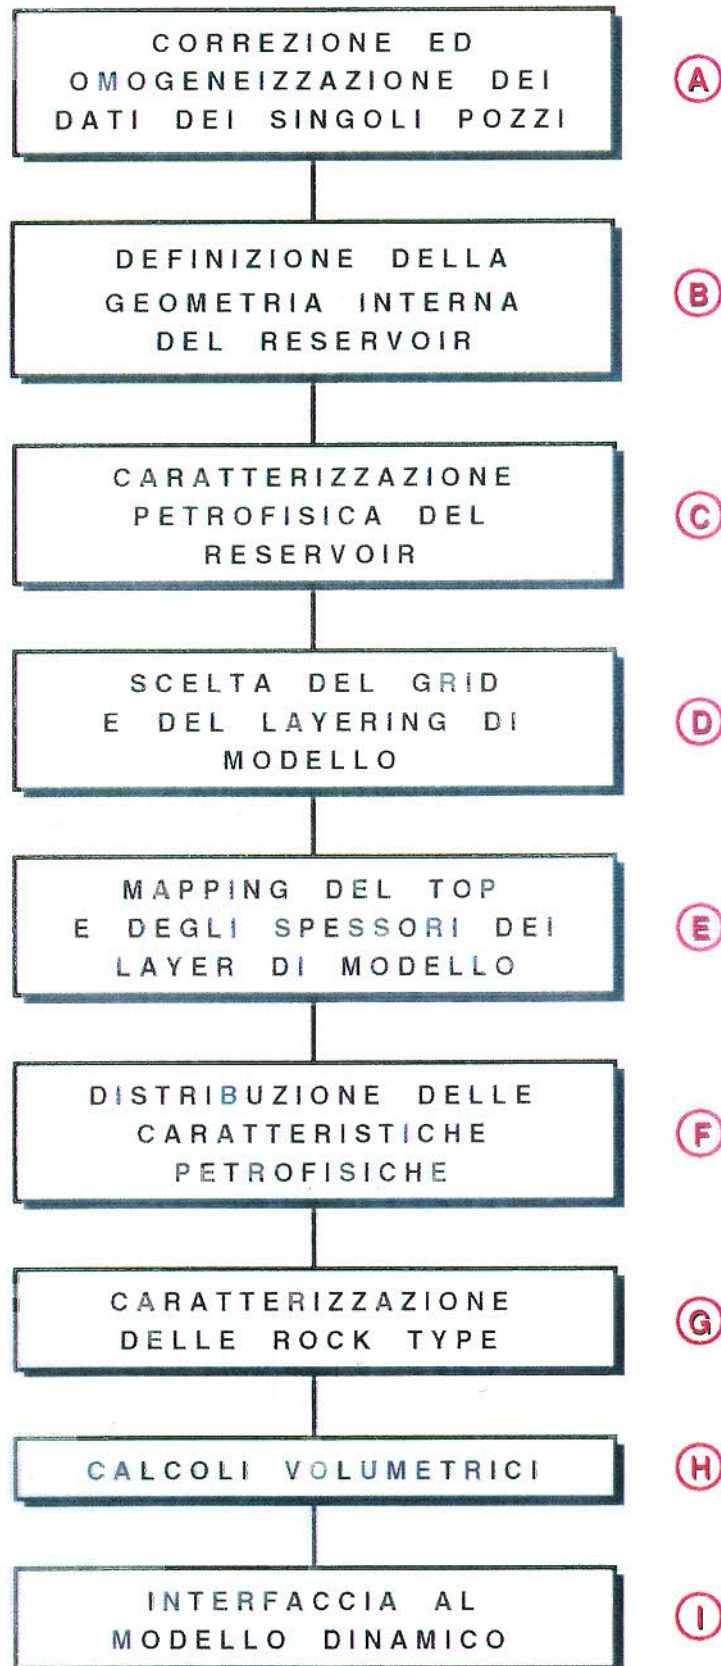 CORREZIONE ED
OMOGENEIZZAZIONE DEI
DATI DEI SINGOLI POZZI
A
DEFINIZIONE DELLA
GEOMETRIA INTERNA
DEL RESERVOIR
B
CARATTERIZZAZIONE
PETROFISICA DEL
RESERVOIR
C
SCELTA DEL GRID
E DEL LAYERING DI
MODELLO
D
MAPPING DEL TOP
E DEGLI SPESSORI DEI
LAYER DI MODELLO
E
DISTRIBUZIONE DELLE
CARATTERISTICHE
PETROFISICHE
F
CARATTERIZZAZIONE
DELLE ROCK TYPE
G
CALCOLI VOLUMETRICI
H
INTERFACCIA AL
MODELLO DINAMICO
I